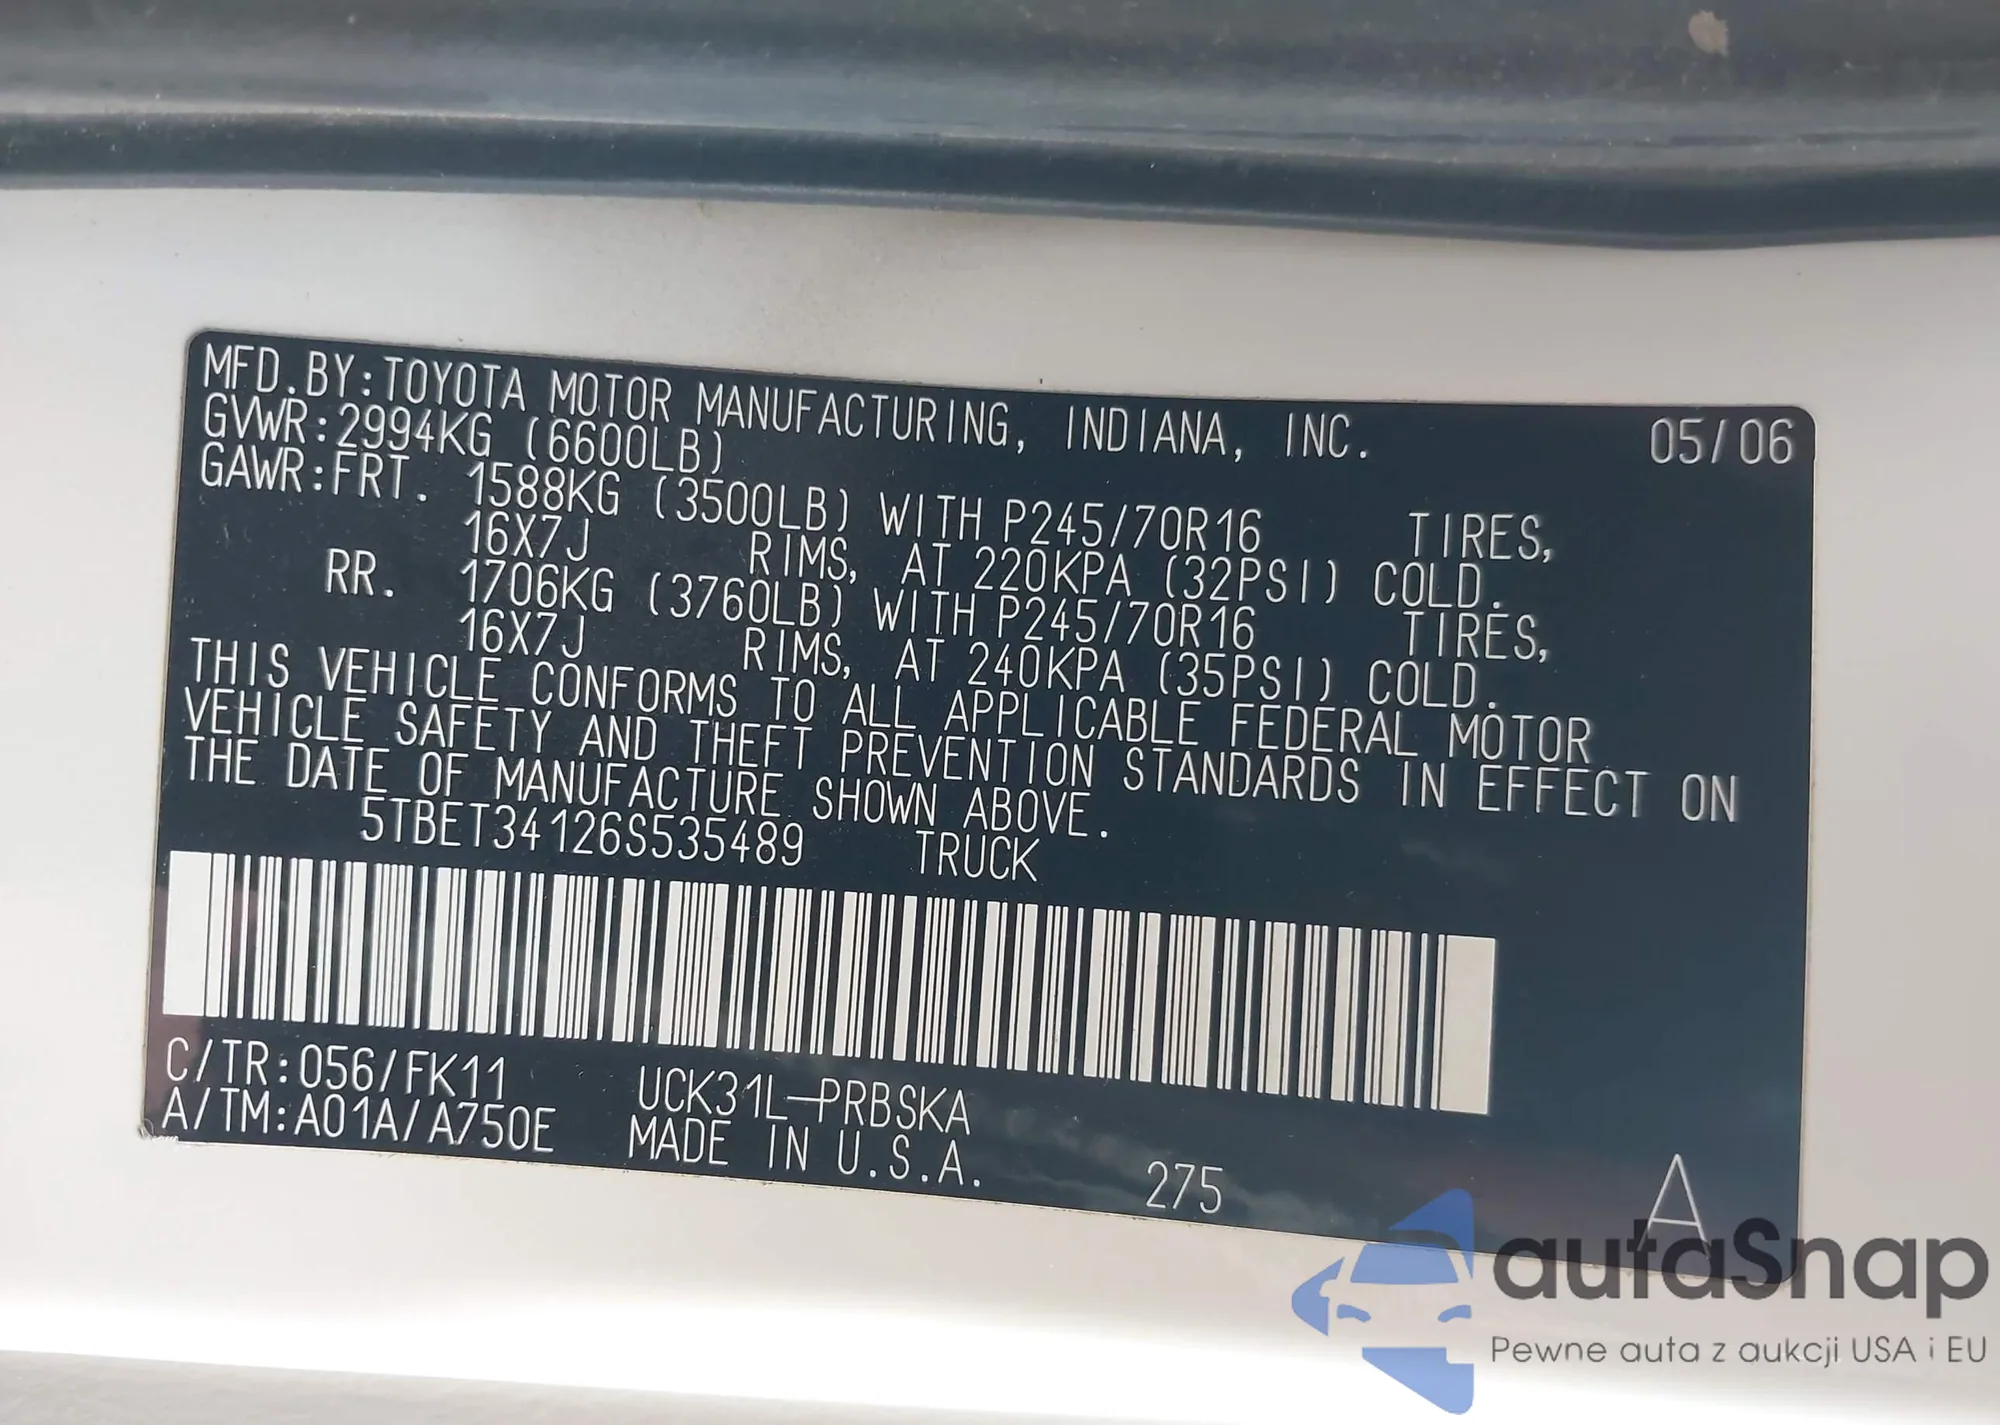 MFD.BY:TOYOTA MOTOR MANUFACTURING, INDIANA, INC. 05/06
GVWR:2994KG (6600LB)
GAWR:FRT. 1588KG (3500LB) WITH P245/70R16 TIRES,
16X7J RIMS, AT 220KPA (32PSI) COLD.
RR. 1706KG (3760LB) WITH P245/70R16 TIRES,
16X7J RIMS, AT 240KPA (35PSI) COLD.
THIS VEHICLE CONFORMS TO ALL APPLICABLE FEDERAL MOTOR
VEHICLE SAFETY AND THEFT PREVENTION STANDARDS IN EFFECT ON
THE DATE OF MANUFACTURE SHOWN ABOVE.
5TBET34126S535489 TRUCK
C/TR:056/FK11 UCK31L-PRBSKA
A/TM:A01A/A750E MADE IN U.S.A. 275 A
autaSnap
Pewne auta z aukcji USA i EU